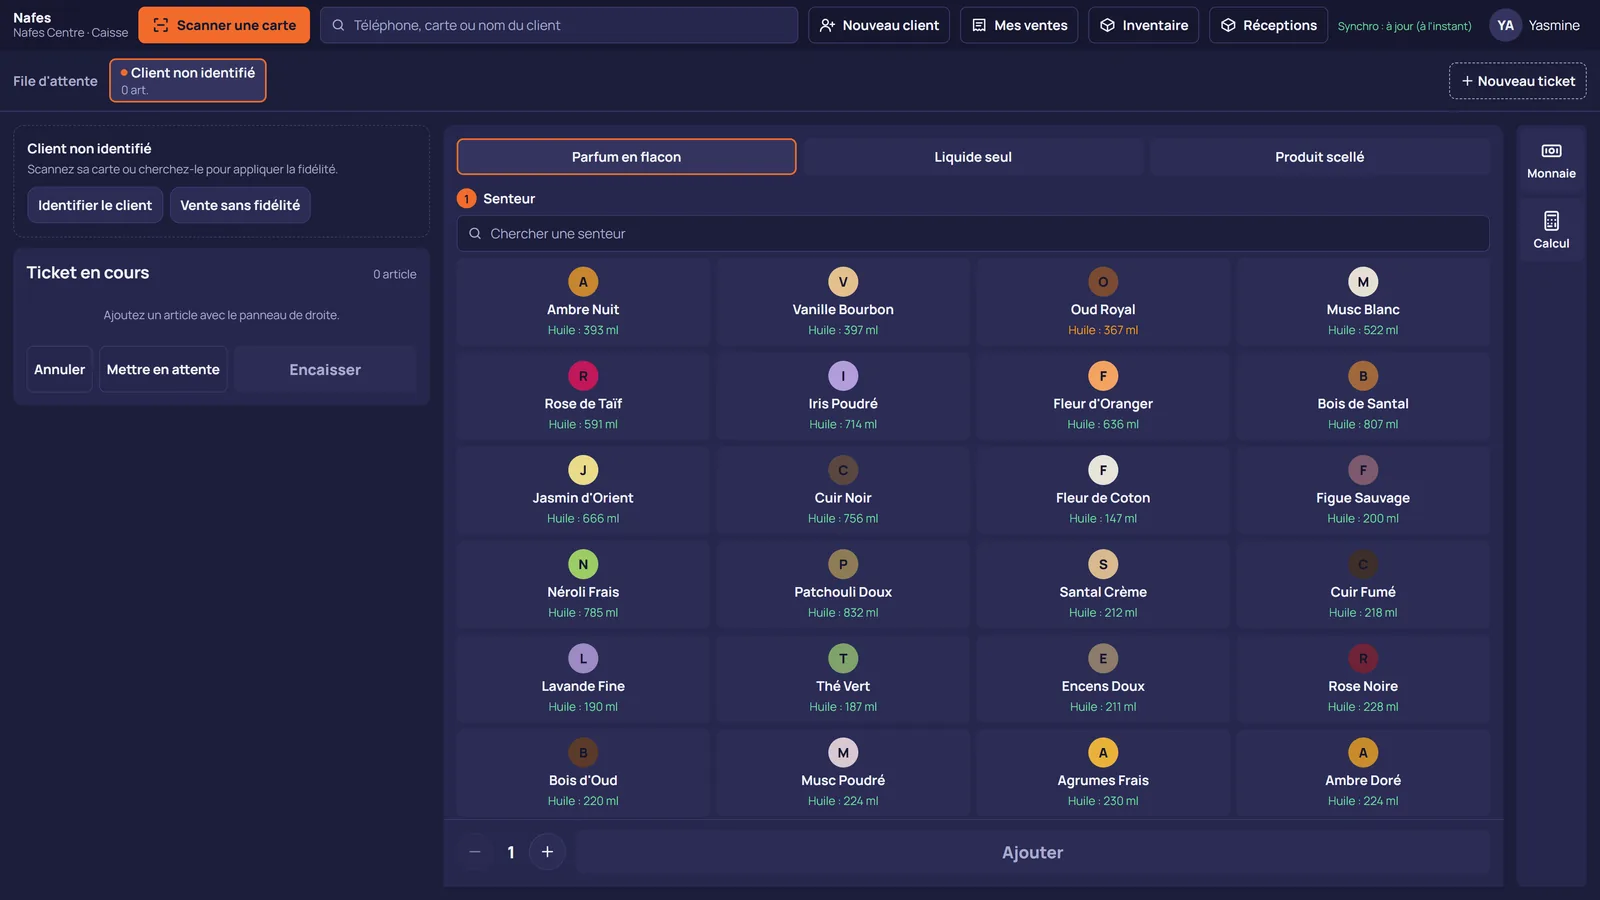 Nafes
Nafes Centre · Caisse
Scanner une carte
Téléphone, carte ou nom du client
Nouveau client
Mes ventes
Inventaire
Réceptions
Synchro : à jour (à l'instant)
YA
Yasmine
File d'attente
Client non identifié
0 art.
+ Nouveau ticket
Client non identifié
Scannez sa carte ou cherchez-le pour appliquer la fidélité.
Identifier le client
Vente sans fidélité
Ticket en cours
0 article
Ajoutez un article avec le panneau de droite.
Annuler
Mettre en attente
Encaisser
Parfum en flacon
Liquide seul
Produit scellé
1 Senteur
Chercher une senteur
A
Ambre Nuit
Huile : 393 ml
V
Vanille Bourbon
Huile : 397 ml
O
Oud Royal
Huile : 367 ml
M
Musc Blanc
Huile : 522 ml
R
Rose de Taïf
Huile : 591 ml
I
Iris Poudré
Huile : 714 ml
F
Fleur d'Oranger
Huile : 636 ml
B
Bois de Santal
Huile : 807 ml
J
Jasmin d'Orient
Huile : 666 ml
C
Cuir Noir
Huile : 756 ml
F
Fleur de Coton
Huile : 147 ml
F
Figue Sauvage
Huile : 200 ml
N
Néroli Frais
Huile : 785 ml
P
Patchouli Doux
Huile : 832 ml
S
Santal Crème
Huile : 212 ml
C
Cuir Fumé
Huile : 218 ml
L
Lavande Fine
Huile : 190 ml
T
Thé Vert
Huile : 187 ml
E
Encens Doux
Huile : 211 ml
R
Rose Noire
Huile : 228 ml
B
Bois d'Oud
Huile : 220 ml
M
Musc Poudré
Huile : 224 ml
A
Agrumes Frais
Huile : 230 ml
A
Ambre Doré
Huile : 224 ml
− 1 +
Ajouter
Monnaie
Calcul